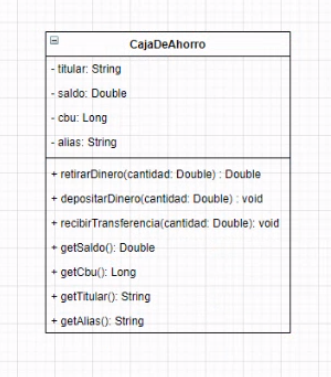 CajaDeAhorro
- titular: String
- saldo: Double
- cbu: Long
- alias: String
+ retirarDinero(cantidad: Double) : Double
+ depositarDinero(cantidad: Double) : void
+ recibirTransferencia(cantidad: Double): void
+ getSaldo(): Double
+ getCbu(): Long
+ getTitular(): String
+ getAlias(): String